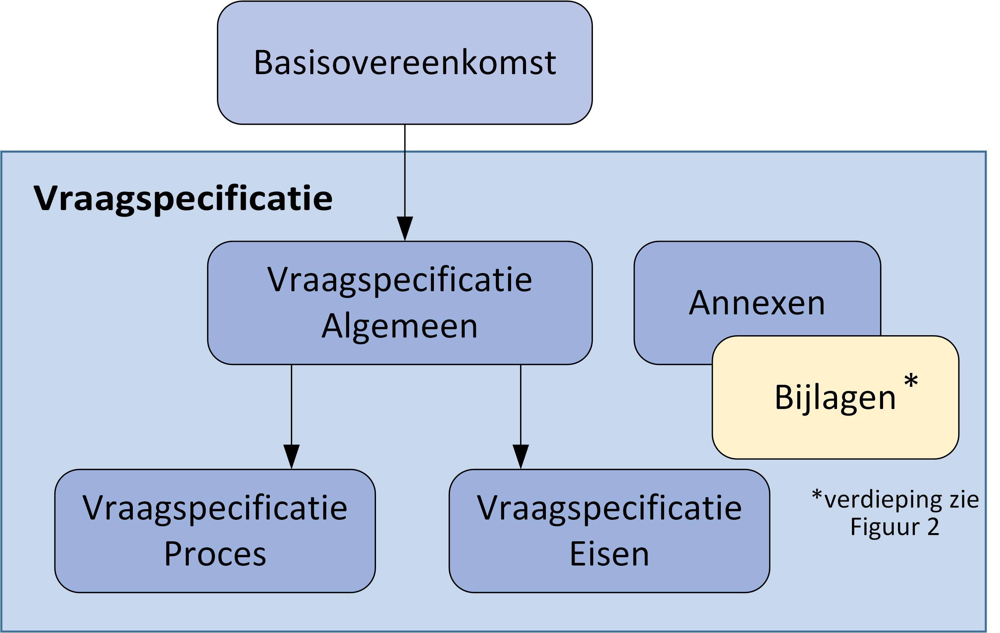 Basisovereenkomst
Vraagspecificatie
Vraagspecificatie
Algemeen
Annexen
Bijlagen *
Vraagspecificatie
Proces
Vraagspecificatie
Eisen
*verdieping zie
Figuur 2